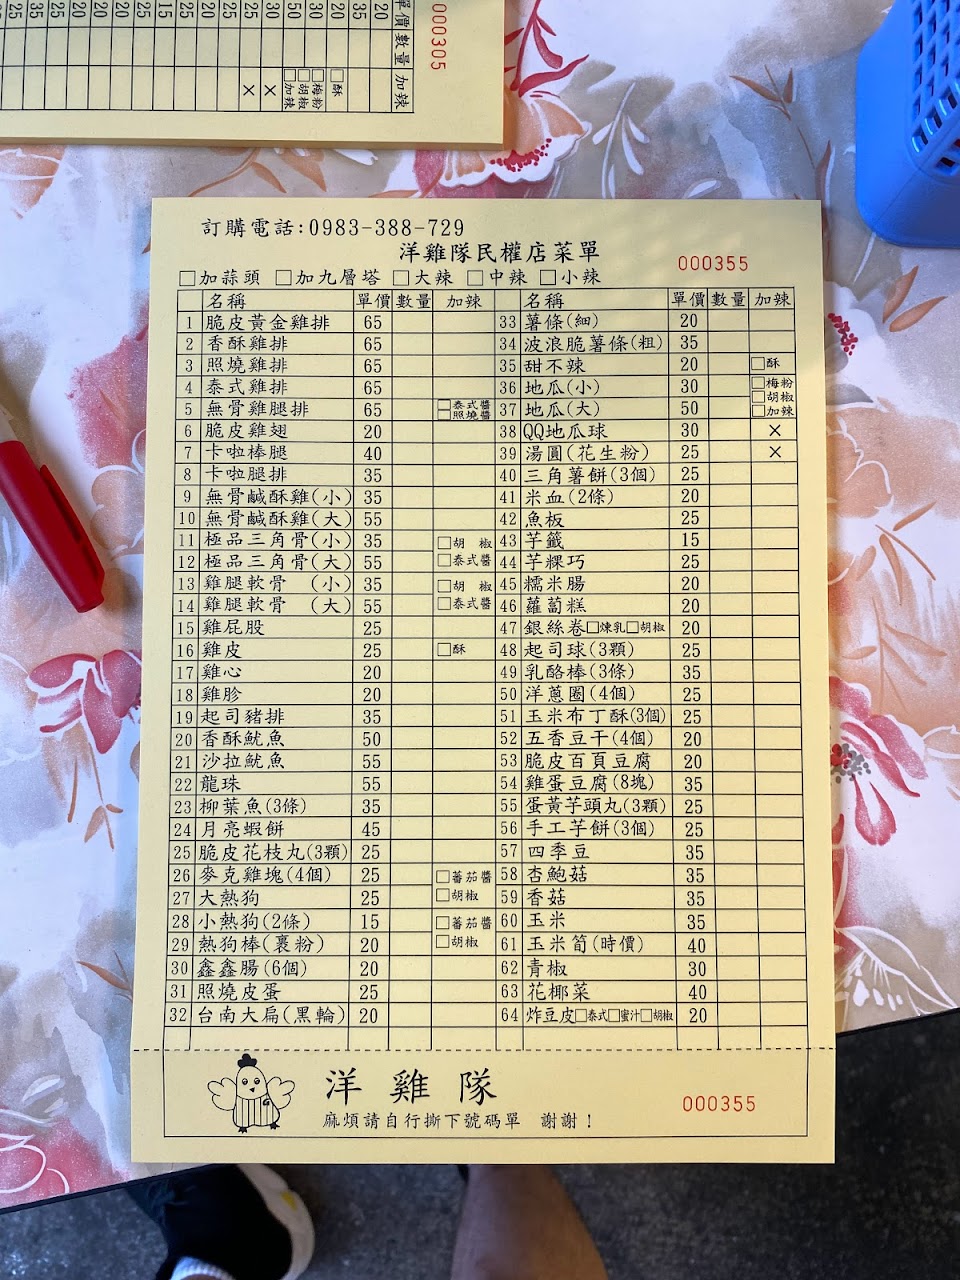 單價 數量 加辣
000305
20
20 □酥
30 □梅粉
□胡椒
50 □加辣
30 ×
25 ×
25
20
25
15
25
20
20
訂購電話:0983-388-729
洋雞隊民權店菜單
000355
□加蒜頭 □加九層塔 □大辣 □中辣 □小辣
名稱 單價 數量 加辣 名稱 單價 數量 加辣
1 脆皮黃金雞排 65 33 薯條(細) 20
2 香酥雞排 65 34 波浪脆薯條(粗) 35
3 照燒雞排 65 35 甜不辣 20 □酥
4 泰式雞排 65 36 地瓜(小) 30 □梅粉
□胡椒
5 無骨雞腿排 65 □泰式醬 □照燒醬 37 地瓜(大) 50 □加辣
6 脆皮雞翅 20 38 QQ地瓜球 30 ×
7 卡啦棒腿 40 39 湯圓(花生粉) 25 ×
8 卡啦腿排 35 40 三角薯餅(3個) 25
9 無骨鹹酥雞(小) 35 41 米血(2條) 20
10 無骨鹹酥雞(大) 55 42 魚板 25
11 極品三角骨(小) 35 □胡 椒 43 芋籤 15
12 極品三角骨(大) 55 □泰式醬 44 芋粿巧 25
13 雞腿軟骨 (小) 35 □胡 椒 45 糯米腸 20
14 雞腿軟骨 (大) 55 □泰式醬 46 蘿蔔糕 20
15 雞屁股 25 47 銀絲卷□煉乳□胡椒 20
16 雞皮 25 □酥 48 起司球(3顆) 25
17 雞心 20 49 乳酪棒(3條) 35
18 雞胗 20 50 洋蔥圈(4個) 25
19 起司豬排 35 51 玉米布丁酥(3個) 25
20 香酥魷魚 50 52 五香豆干(4個) 20
21 沙拉魷魚 55 53 脆皮百頁豆腐 20
22 龍珠 55 54 雞蛋豆腐(8塊) 35
23 柳葉魚(3條) 35 55 蛋黃芋頭丸(3顆) 25
24 月亮蝦餅 45 56 手工芋餅(3個) 25
25 脆皮花枝丸(3顆) 25 57 四季豆 35
26 麥克雞塊(4個) 25 □蕃茄醬 58 杏鮑菇 35
27 大熱狗 25 □胡椒 59 香菇 35
28 小熱狗(2條) 15 □蕃茄醬 60 玉米 35
29 熱狗棒(裹粉) 20 □胡椒 61 玉米筍(時價) 40
30 鑫鑫腸(6個) 20 62 青椒 30
31 照燒皮蛋 25 63 花椰菜 40
32 台南大扁(黑輪) 20 64 炸豆皮□泰式□蜜汁□胡椒 20
洋雞隊
麻煩請自行撕下號碼單 謝謝！
000355